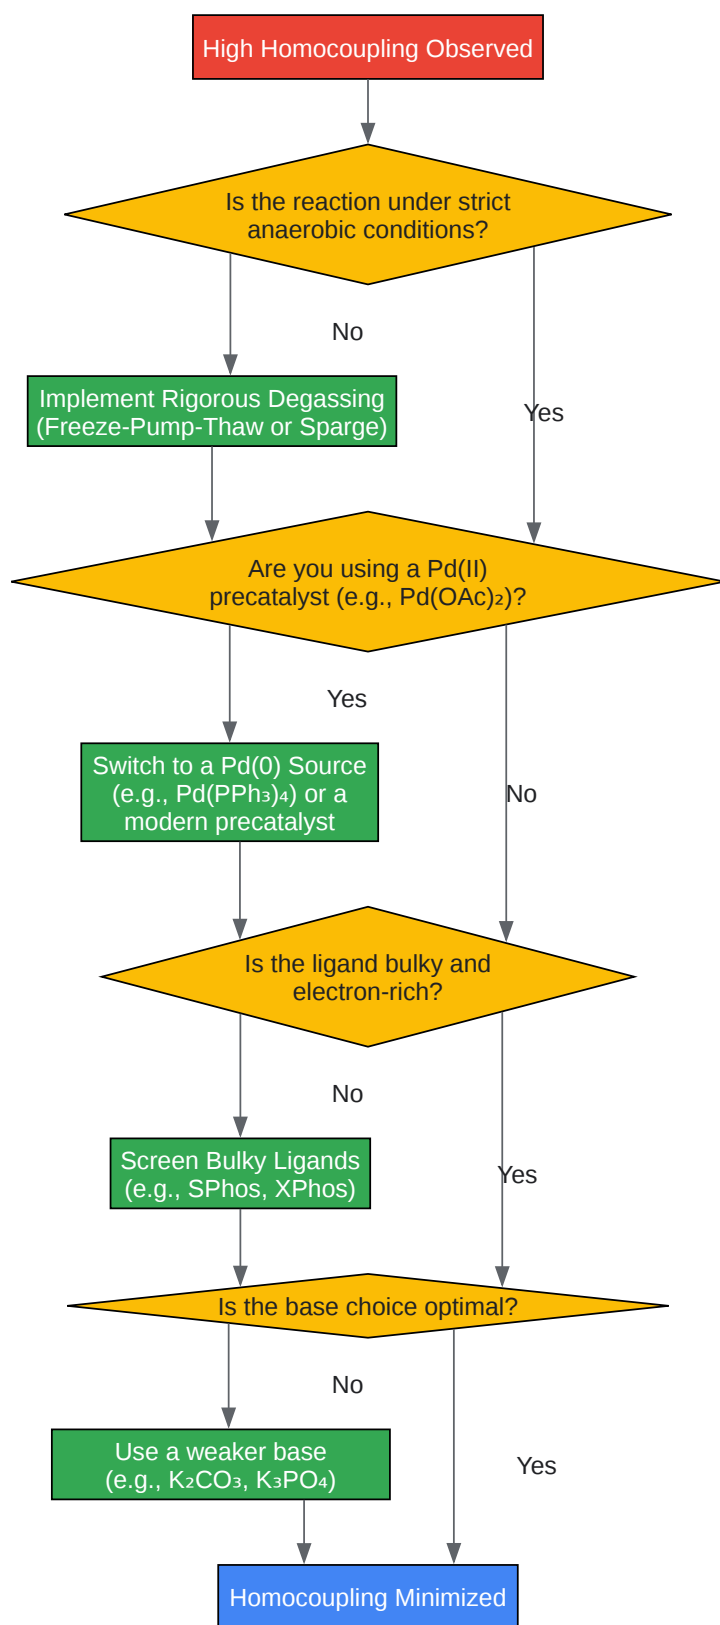 High Homocoupling Observed
Is the reaction under strict
anaerobic conditions?
No
Implement Rigorous Degassing
(Freeze-Pump-Thaw or Sparge)
Yes
Are you using a Pd(II)
precatalyst (e.g., Pd(OAc)₂)?
Yes
Switch to a Pd(0) Source
(e.g., Pd(PPh₃)₄) or a
modern precatalyst
No
Is the ligand bulky and
electron-rich?
No
Screen Bulky Ligands
(e.g., SPhos, XPhos)
Yes
Is the base choice optimal?
No
Use a weaker base
(e.g., K₂CO₃, K₃PO₄)
Yes
Homocoupling Minimized